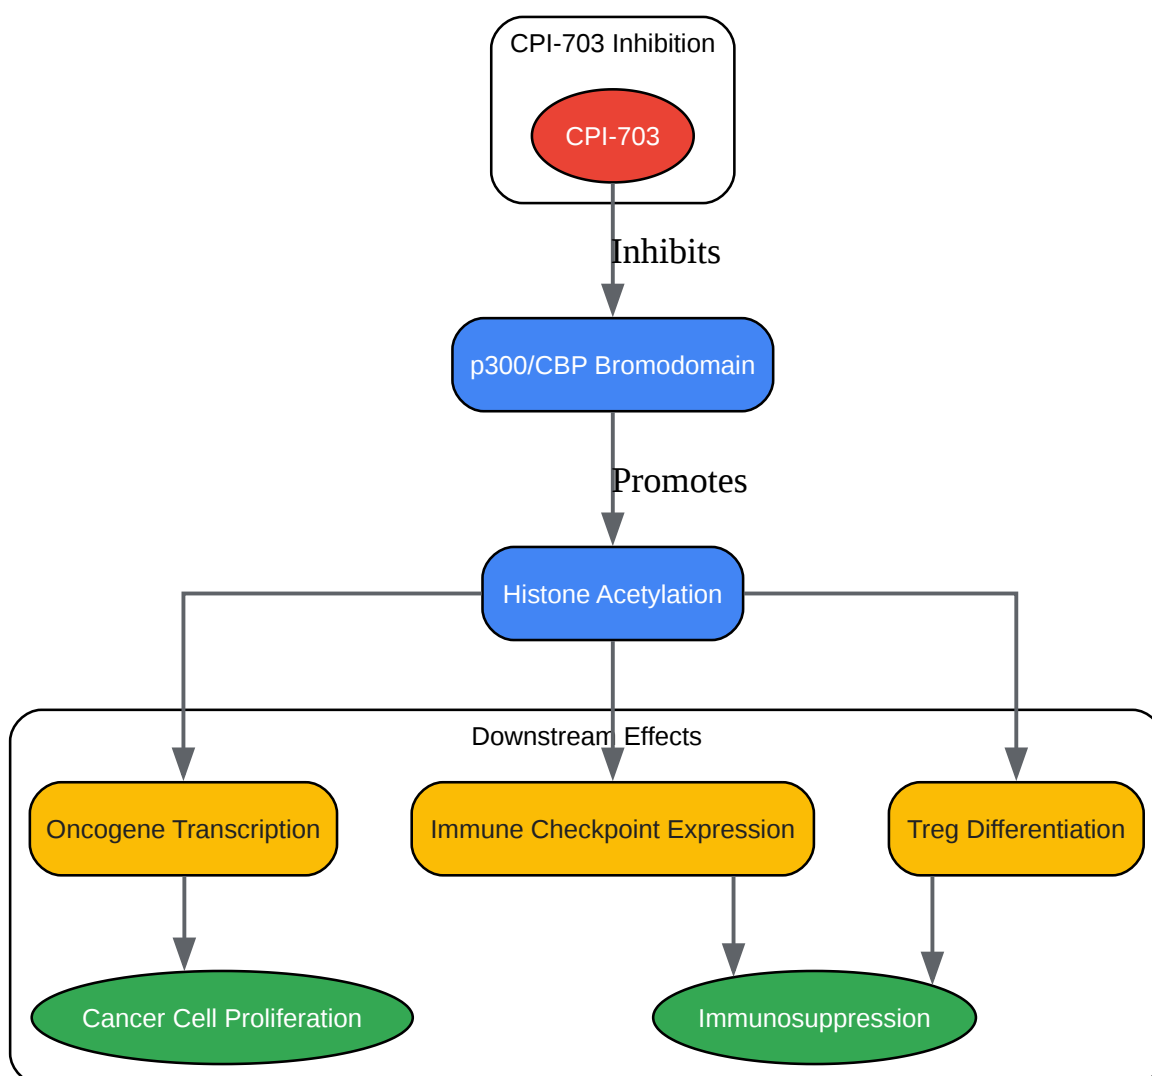 CPI-703 Inhibition
CPI-703
Inhibits
p300/CBP Bromodomain
Promotes
Histone Acetylation
Downstream Effects
Oncogene Transcription
Immune Checkpoint Expression
Treg Differentiation
Cancer Cell Proliferation
Immunosuppression